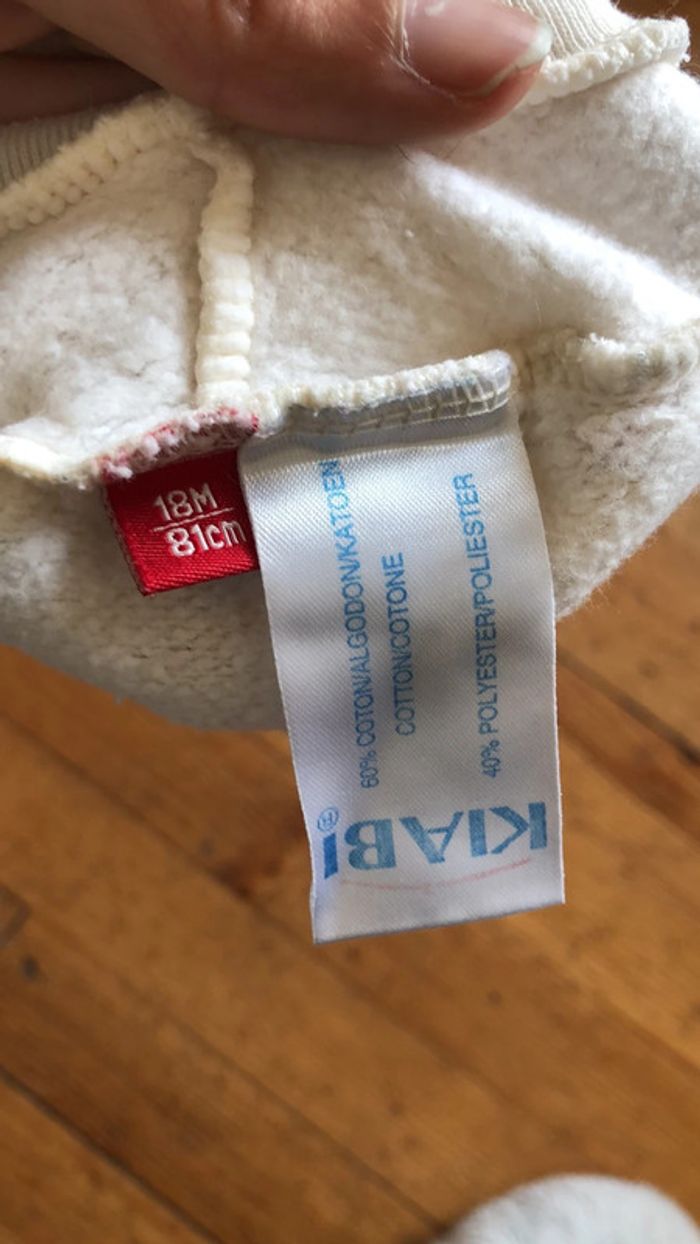 18M
81cm
60% COTON/ALGODON/KATOEN
COTTON/COTONE
40% POLYESTER/POLIESTER
KIABI